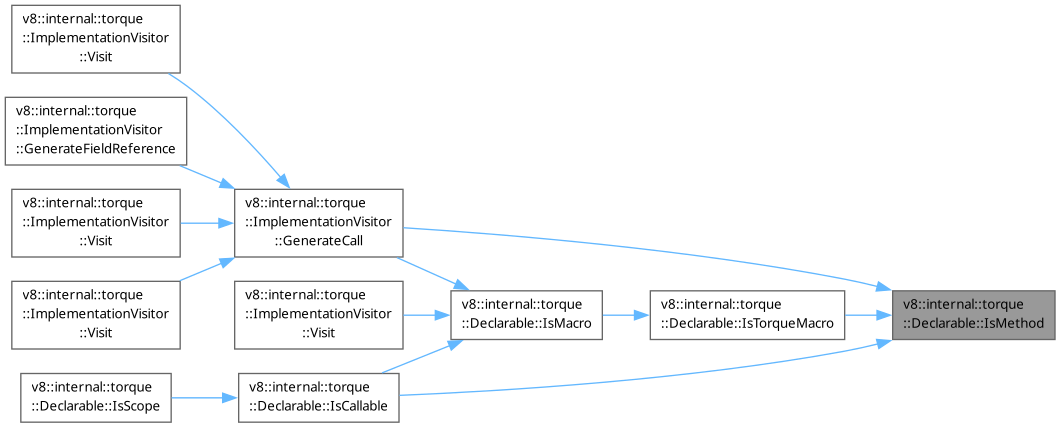 v8::internal::torque
::ImplementationVisitor
::Visit
v8::internal::torque
::ImplementationVisitor
::GenerateFieldReference
v8::internal::torque
::ImplementationVisitor
::Visit
v8::internal::torque
::ImplementationVisitor
::Visit
v8::internal::torque
::Declarable::IsScope
v8::internal::torque
::ImplementationVisitor
::GenerateCall
v8::internal::torque
::ImplementationVisitor
::Visit
v8::internal::torque
::Declarable::IsCallable
v8::internal::torque
::Declarable::IsMacro
v8::internal::torque
::Declarable::IsTorqueMacro
v8::internal::torque
::Declarable::IsMethod